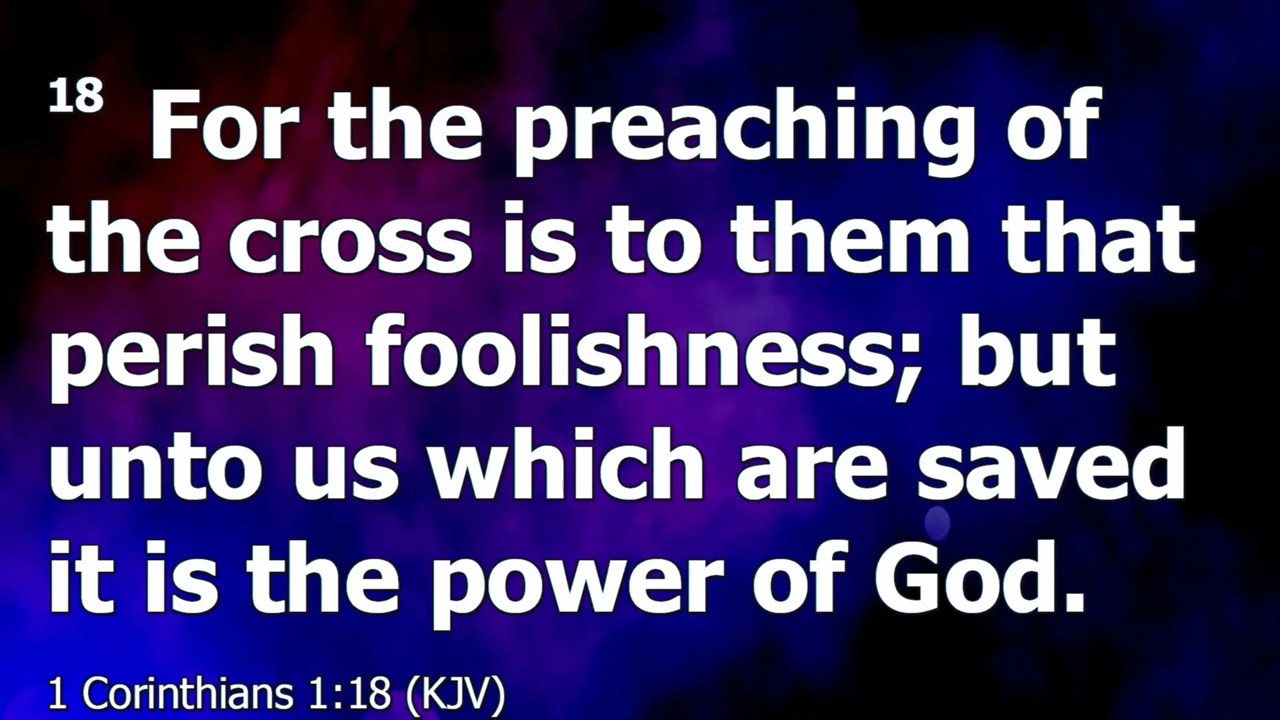 18 For the preaching of
the cross is to them that
perish foolishness; but
unto us which are saved
it is the power of God.
1 Corinthians 1:18 (KJV)